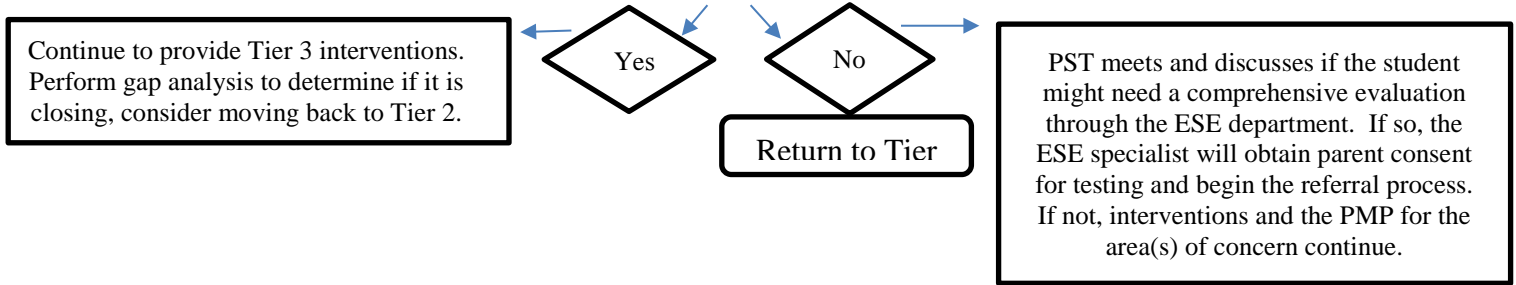 Continue to provide Tier 3 interventions.
Perform gap analysis to determine if it is
closing, consider moving back to Tier 2.
Yes
No
Return to Tier
PST meets and discusses if the student
might need a comprehensive evaluation
through the ESE department. If so, the
ESE specialist will obtain parent consent
for testing and begin the referral process.
If not, interventions and the PMP for the
area(s) of concern continue.